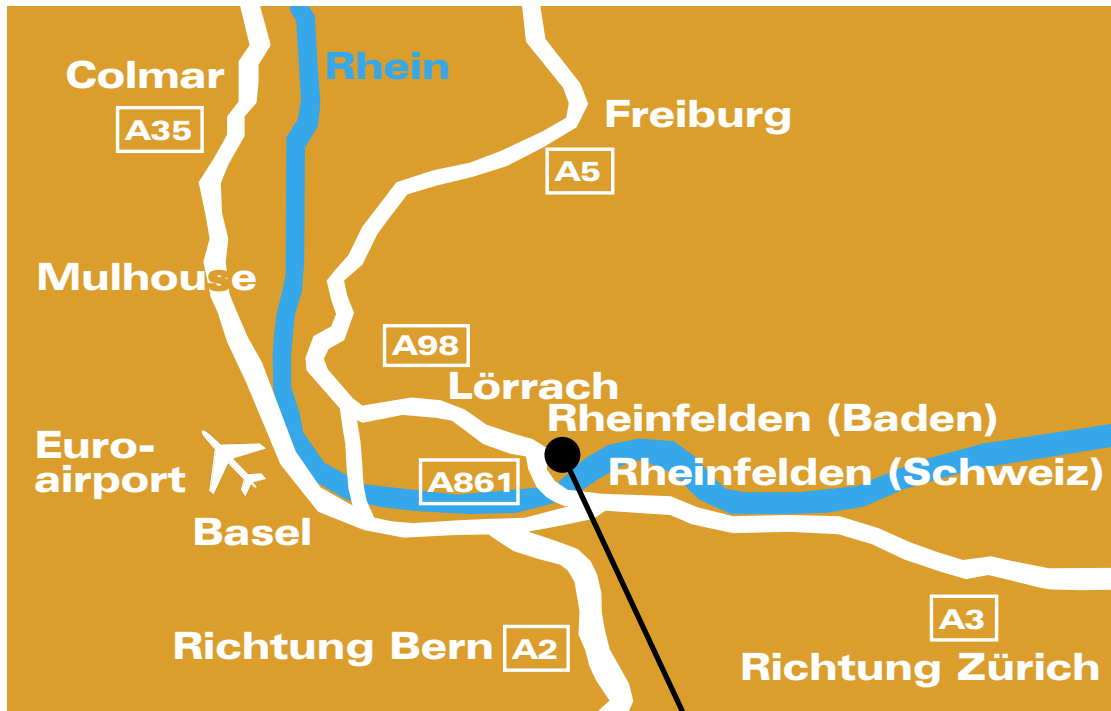 Rhein
Colmar
A35
Freiburg
A5
Mulhouse
A98
Lörrach
Rheinfelden (Baden)
Euro-
airport
Rheinfelden (Schweiz)
A861
Basel
A3
Richtung Bern
A2
Richtung Zürich